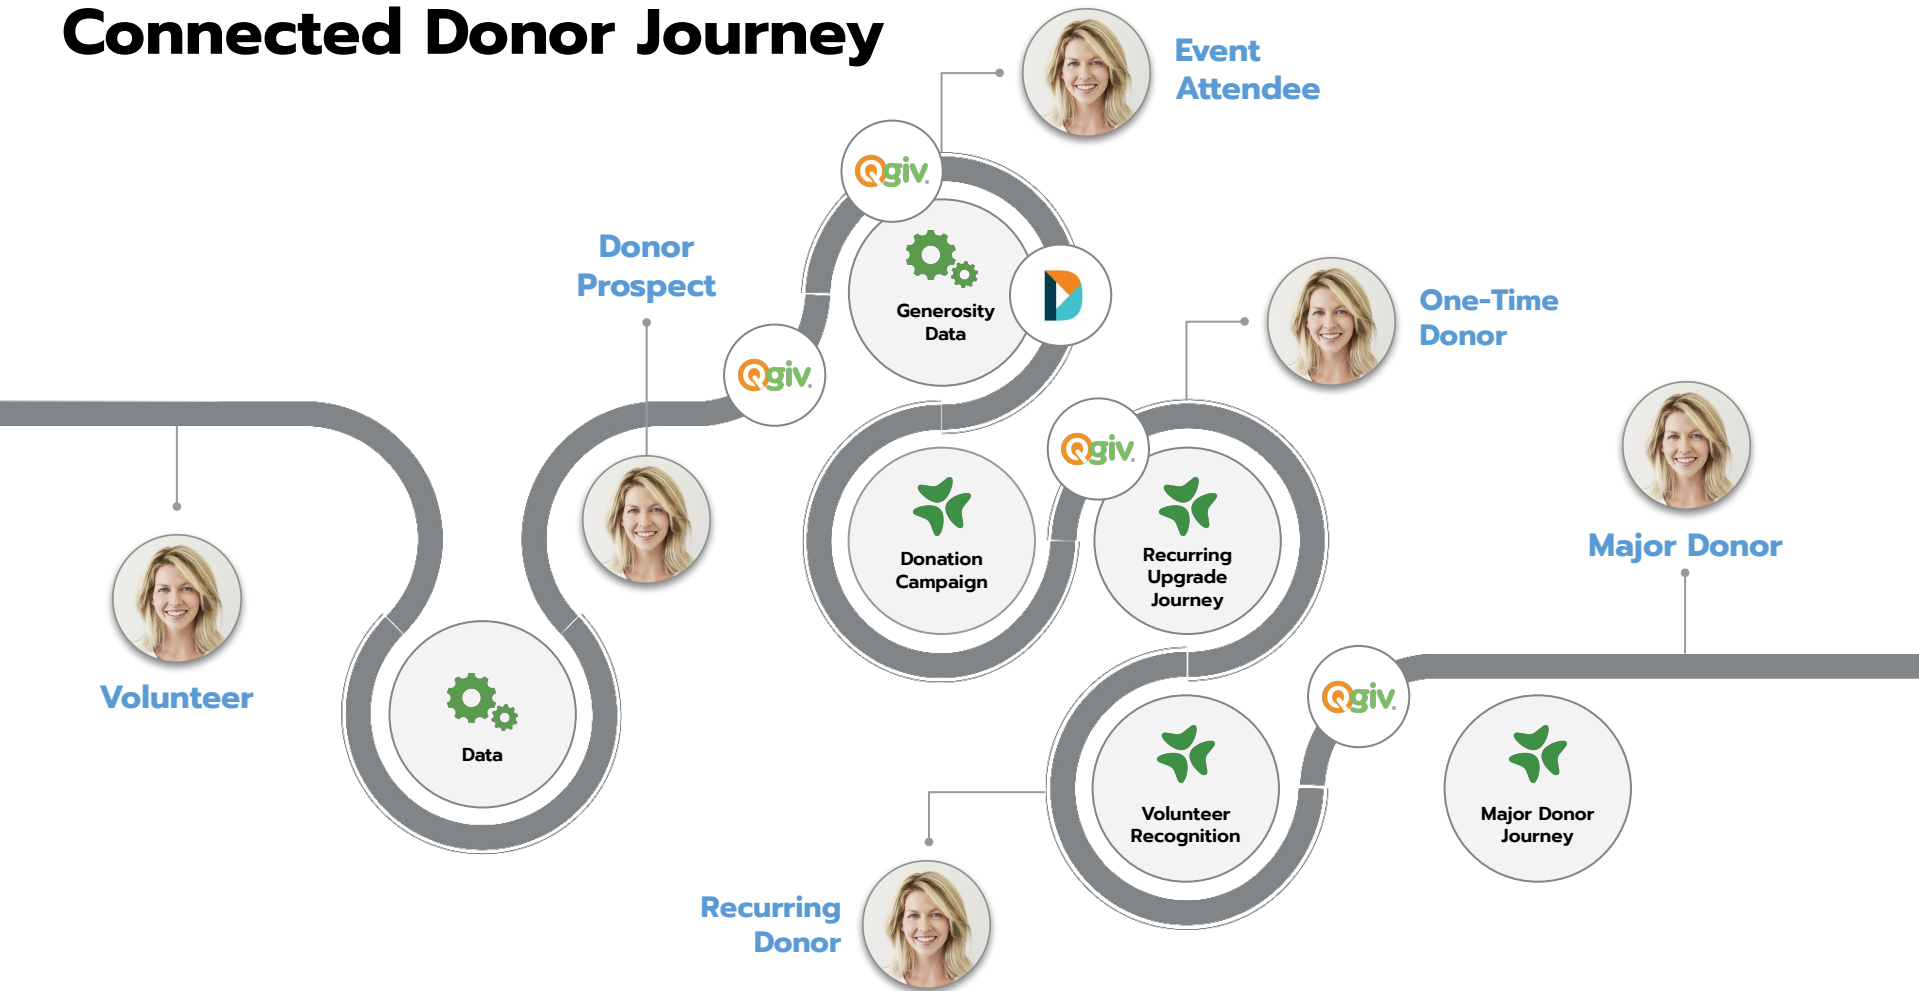 Connected Donor Journey
Event
Attendee
Qgiv
Donor
Prospect
Generosity
Data
One-Time
Donor
Qgiv
Qgiv
Donation
Campaign
Recurring
Upgrade
Journey
Major Donor
Volunteer
Data
Qgiv
Volunteer
Recognition
Major Donor
Journey
Recurring
Donor